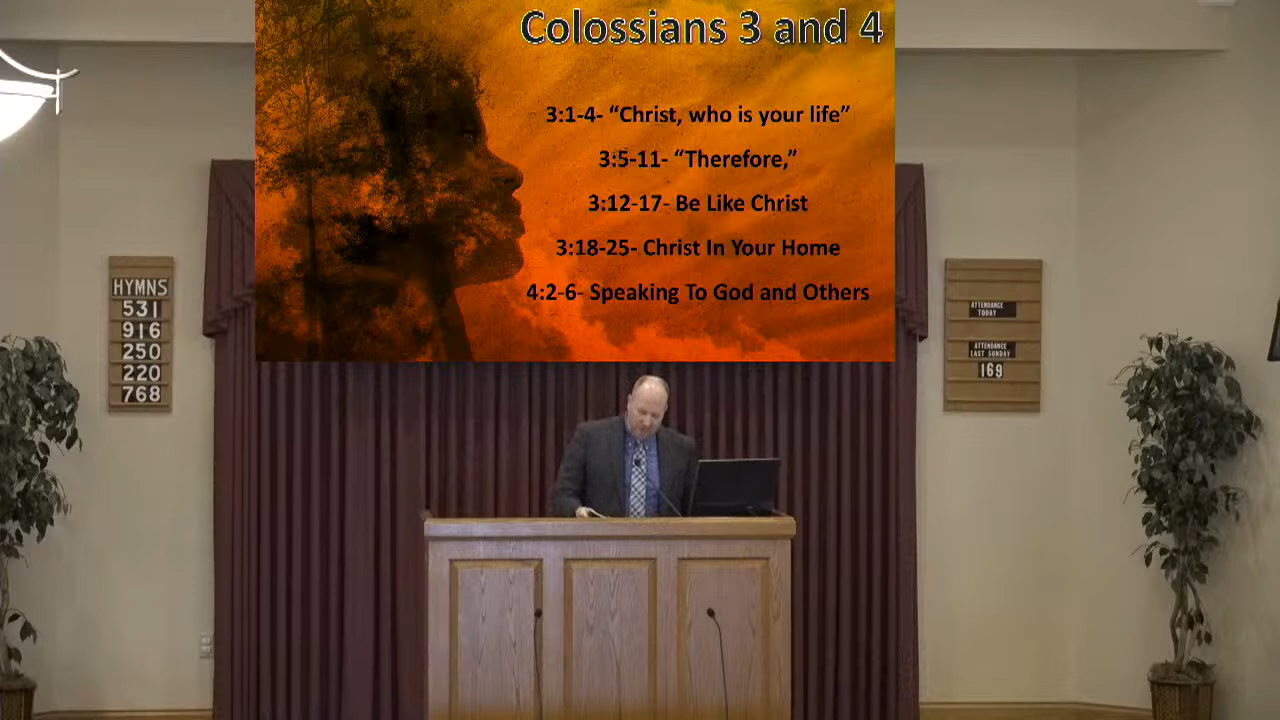 Colossians 3 and 4
3:1-4- “Christ, who is your life”
3:5-11- “Therefore,”
3:12-17- Be Like Christ
3:18-25- Christ In Your Home
4:2-6- Speaking To God and Others
HYMNS
531
916
250
220
768
ATTENDANCE
TODAY
ATTENDANCE
LAST SUNDAY
169